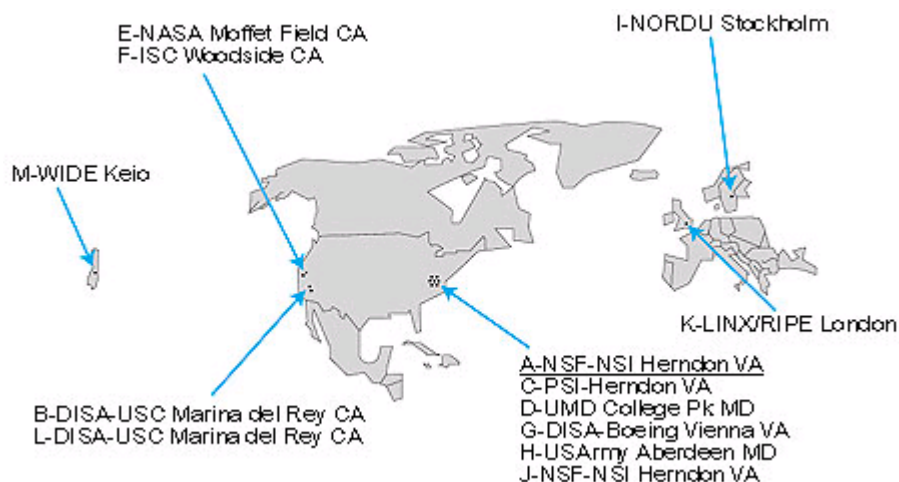 E-NASA Moffet Field CA
F-ISC Woodside CA
I-NORDU Stockholm
M-WIDE Keio
K-LINX/RIPE London
A-NSF-NSI Herndon VA
C-PSI-Herndon VA
D-UMD College Pk MD
G-DISA-Boeing Vienna VA
H-USArmy Aberdeen MD
J-NSF-NSI Herndon VA
B-DISA-USC Marina del Rey CA
L-DISA-USC Marina del Rey CA